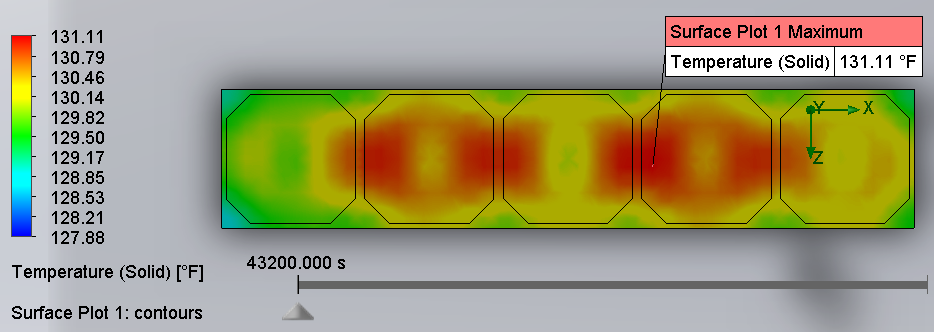 131.11
130.79
130.46
130.14
129.82
129.50
129.17
128.85
128.53
128.21
127.88
Temperature (Solid) [°F]
Surface Plot 1: contours
Surface Plot 1 Maximum
Temperature (Solid) 131.11 °F
Y X
Z
43200.000 s